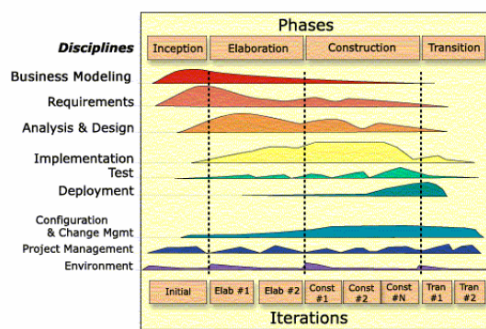 Phases
Disciplines
Inception Elaboration Construction Transition
Business Modeling
Requirements
Analysis & Design
Implementation
Test
Deployment
Configuration
& Change Mgmt
Project Management
Environment
Initial Elab #1 Elab #2 Const #1 Const #2 Const #N Tran #1 Tran #2
Iterations